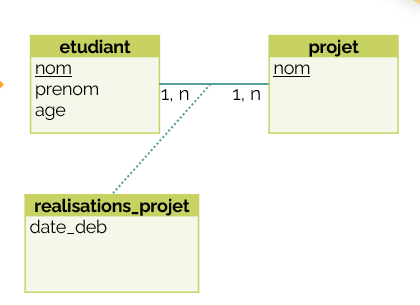 etudiant
nom
prenom
age
1, n
1, n
projet
nom
realisations_projet
date_deb